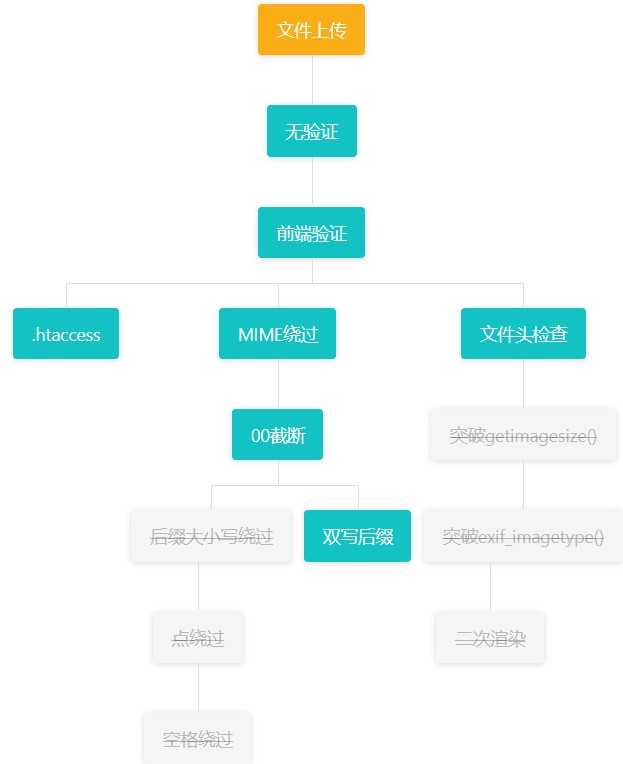 文件上传
无验证
前端验证
.htaccess
MIME绕过
文件头检查
00截断
突破getimagesize()
后缀大小写绕过
双写后缀
突破exif_imagetype()
点绕过
二次渲染
空格绕过